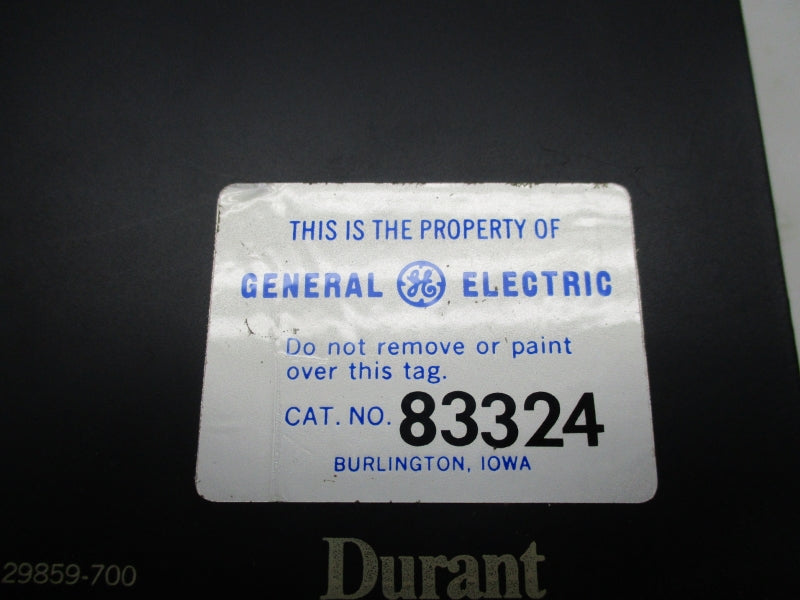 THIS IS THE PROPERTY OF
GENERAL GE ELECTRIC
Do not remove or paint
over this tag.
CAT. NO. 83324
BURLINGTON, IOWA
29859-700
Durant